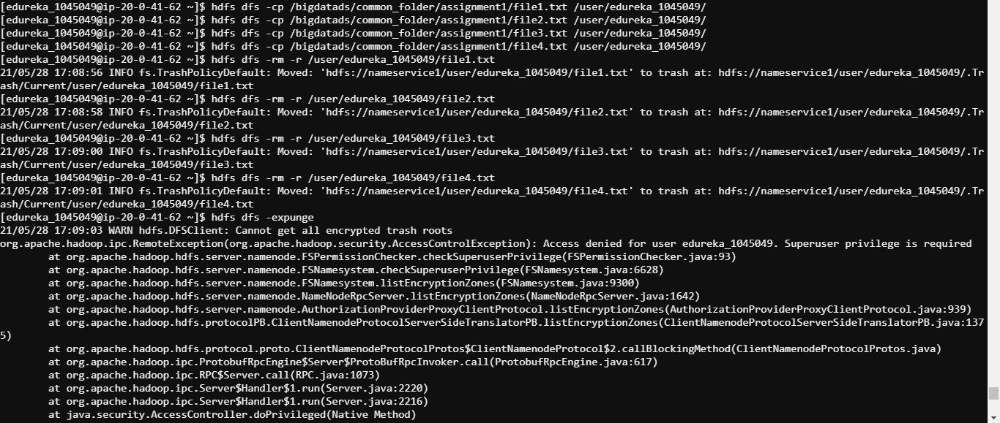 [edureka_1045049@ip-20-0-41-62 ~]$ hdfs dfs -cp /bigdatads/common_folder/assignment1/file1.txt /user/edureka_1045049/
[edureka_1045049@ip-20-0-41-62 ~]$ hdfs dfs -cp /bigdatads/common_folder/assignment1/file2.txt /user/edureka_1045049/
[edureka_1045049@ip-20-0-41-62 ~]$ hdfs dfs -cp /bigdatads/common_folder/assignment1/file3.txt /user/edureka_1045049/
[edureka_1045049@ip-20-0-41-62 ~]$ hdfs dfs -cp /bigdatads/common_folder/assignment1/file4.txt /user/edureka_1045049/
[edureka_1045049@ip-20-0-41-62 ~]$ hdfs dfs -rm -r /user/edureka_1045049/file1.txt
21/05/28 17:08:56 INFO fs.TrashPolicyDefault: Moved: 'hdfs://nameservice1/user/edureka_1045049/file1.txt' to trash at: hdfs://nameservice1/user/edureka_1045049/.Tr
ash/Current/user/edureka_1045049/file1.txt
[edureka_1045049@ip-20-0-41-62 ~]$ hdfs dfs -rm -r /user/edureka_1045049/file2.txt
21/05/28 17:08:58 INFO fs.TrashPolicyDefault: Moved: 'hdfs://nameservice1/user/edureka_1045049/file2.txt' to trash at: hdfs://nameservice1/user/edureka_1045049/.Tr
ash/Current/user/edureka_1045049/file2.txt
[edureka_1045049@ip-20-0-41-62 ~]$ hdfs dfs -rm -r /user/edureka_1045049/file3.txt
21/05/28 17:09:00 INFO fs.TrashPolicyDefault: Moved: 'hdfs://nameservice1/user/edureka_1045049/file3.txt' to trash at: hdfs://nameservice1/user/edureka_1045049/.Tr
ash/Current/user/edureka_1045049/file3.txt
[edureka_1045049@ip-20-0-41-62 ~]$ hdfs dfs -rm -r /user/edureka_1045049/file4.txt
21/05/28 17:09:01 INFO fs.TrashPolicyDefault: Moved: 'hdfs://nameservice1/user/edureka_1045049/file4.txt' to trash at: hdfs://nameservice1/user/edureka_1045049/.Tr
ash/Current/user/edureka_1045049/file4.txt
[edureka_1045049@ip-20-0-41-62 ~]$ hdfs dfs -expunge
21/05/28 17:09:03 WARN hdfs.DFSClient: Cannot get all encrypted trash roots
org.apache.hadoop.ipc.RemoteException(org.apache.hadoop.security.AccessControlException): Access denied for user edureka_1045049. Superuser privilege is required
at org.apache.hadoop.hdfs.server.namenode.FSPermissionChecker.checkSuperuserPrivilege(FSPermissionChecker.java:93)
at org.apache.hadoop.hdfs.server.namenode.FSNamesystem.checkSuperuserPrivilege(FSNamesystem.java:6628)
at org.apache.hadoop.hdfs.server.namenode.FSNamesystem.listEncryptionZones(FSNamesystem.java:9300)
at org.apache.hadoop.hdfs.server.namenode.NameNodeRpcServer.listEncryptionZones(NameNodeRpcServer.java:1642)
at org.apache.hadoop.hdfs.server.namenode.AuthorizationProviderProxyClientProtocol.listEncryptionZones(AuthorizationProviderProxyClientProtocol.java:939)
at org.apache.hadoop.hdfs.protocolPB.ClientNamenodeProtocolServerSideTranslatorPB.listEncryptionZones(ClientNamenodeProtocolServerSideTranslatorPB.java:137
5)
at org.apache.hadoop.hdfs.protocol.proto.ClientNamenodeProtocolProtos$ClientNamenodeProtocol$2.callBlockingMethod(ClientNamenodeProtocolProtos.java)
at org.apache.hadoop.ipc.ProtobufRpcEngine$Server$ProtoBufRpcInvoker.call(ProtobufRpcEngine.java:617)
at org.apache.hadoop.ipc.RPC$Server.call(RPC.java:1073)
at org.apache.hadoop.ipc.Server$Handler$1.run(Server.java:2220)
at org.apache.hadoop.ipc.Server$Handler$1.run(Server.java:2216)
at java.security.AccessController.doPrivileged(Native Method)